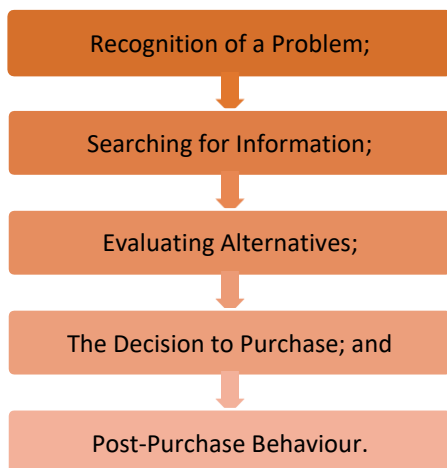 Recognition of a Problem;
Searching for Information;
Evaluating Alternatives;
The Decision to Purchase; and
Post-Purchase Behaviour.